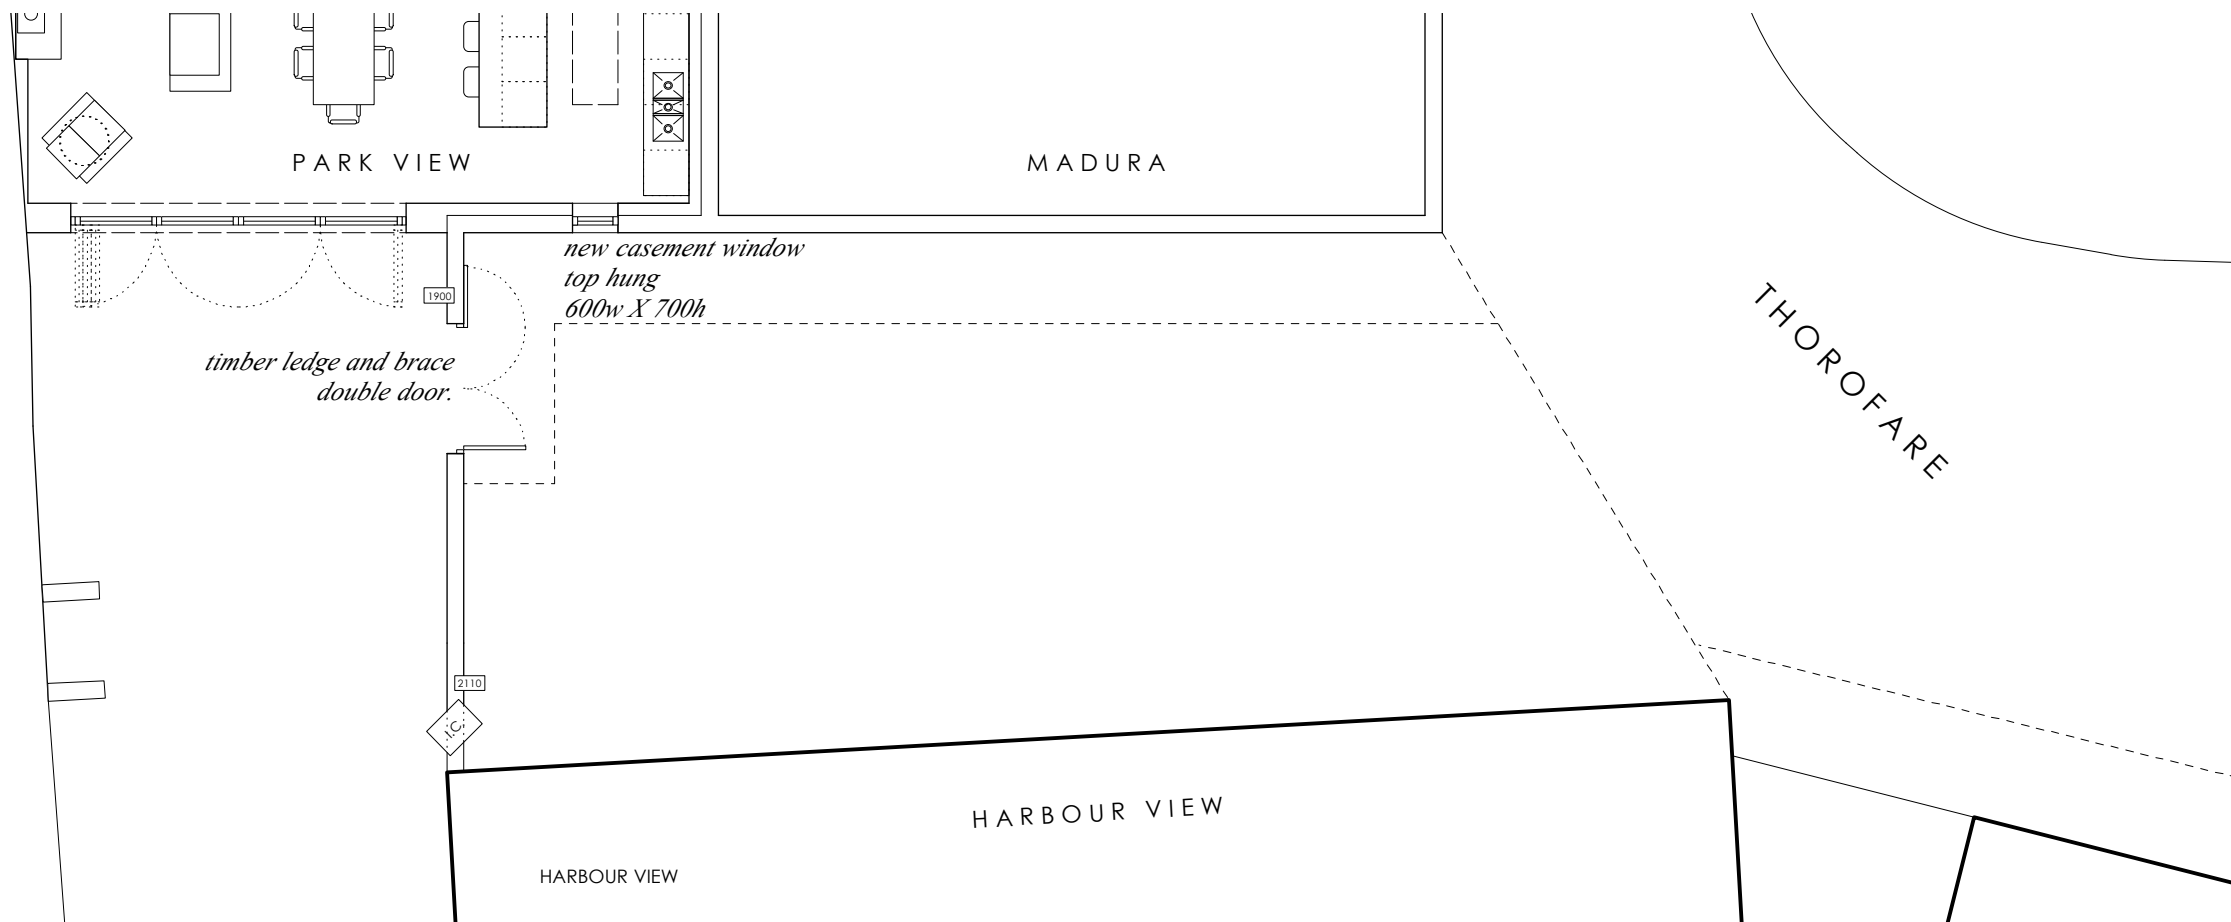 PARK VIEW
MADURA
new casement window
top hung
600w X 700h
1900
THOROFARE
timber ledge and brace
double door.
2110
I.C.
HARBOUR VIEW
HARBOUR VIEW